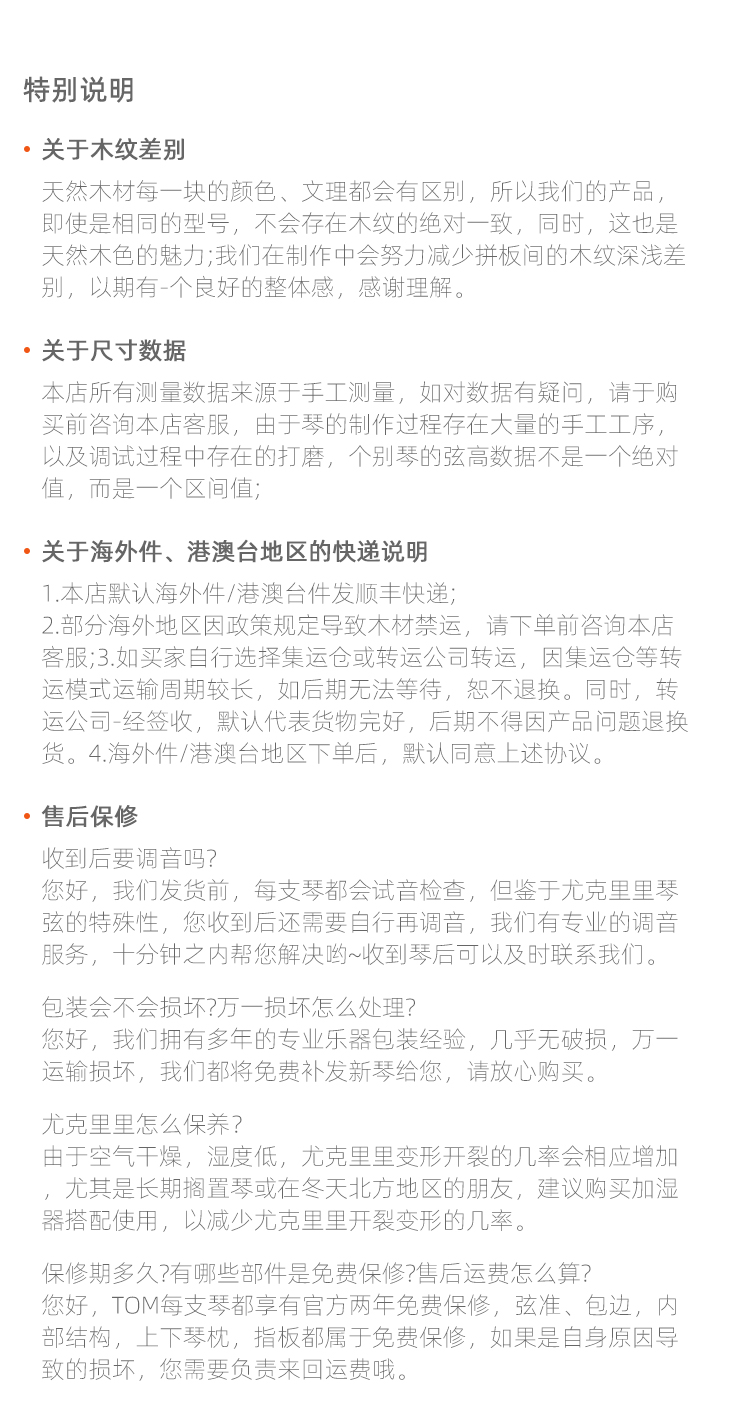 特别说明
• 关于木纹差别
天然木材每一块的颜色、文理都会有区别，所以我们的产品，
即使是相同的型号，不会存在木纹的绝对一致，同时，这也是
天然木色的魅力;我们在制作中会努力减少拼板间的木纹深浅差
别，以期有-个良好的整体感，感谢理解。
• 关于尺寸数据
本店所有测量数据来源于手工测量，如对数据有疑问，请于购
买前咨询本店客服，由于琴的制作过程存在大量的手工工序，
以及调试过程中存在的打磨，个别琴的弦高数据不是一个绝对
值，而是一个区间值;
• 关于海外件、港澳台地区的快递说明
1.本店默认海外件/港澳台件发顺丰快递;
2.部分海外地区因政策规定导致木材禁运，请下单前咨询本店
客服;3.如买家自行选择集运仓或转运公司转运，因集运仓等转
运模式运输周期较长，如后期无法等待，恕不退换。同时，转
运公司-经签收，默认代表货物完好，后期不得因产品问题退换
货。4.海外件/港澳台地区下单后，默认同意上述协议。
• 售后保修
收到后要调音吗?
您好，我们发货前，每支琴都会试音检查，但鉴于尤克里里琴
弦的特殊性，您收到后还需要自行再调音，我们有专业的调音
服务，十分钟之内帮您解决哟~收到琴后可以及时联系我们。
包装会不会损坏?万一损坏怎么处理?
您好，我们拥有多年的专业乐器包装经验，几乎无破损，万一
运输损坏，我们都将免费补发新琴给您，请放心购买。
尤克里里怎么保养?
由于空气干燥，湿度低，尤克里里变形开裂的几率会相应增加
，尤其是长期搁置琴或在冬天北方地区的朋友，建议购买加湿
器搭配使用，以减少尤克里里开裂变形的几率。
保修期多久?有哪些部件是免费保修?售后运费怎么算?
您好，TOM每支琴都享有官方两年免费保修，弦准、包边，内
部结构，上下琴枕，指板都属于免费保修，如果是自身原因导
致的损坏，您需要负责来回运费哦。